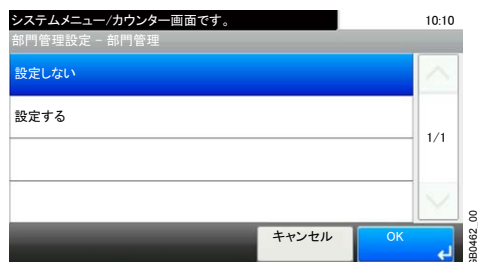 システムメニュー/カウンター画面です。 10:10
部門管理設定 - 部門管理
設定しない
設定する
1/1
キャンセル OK